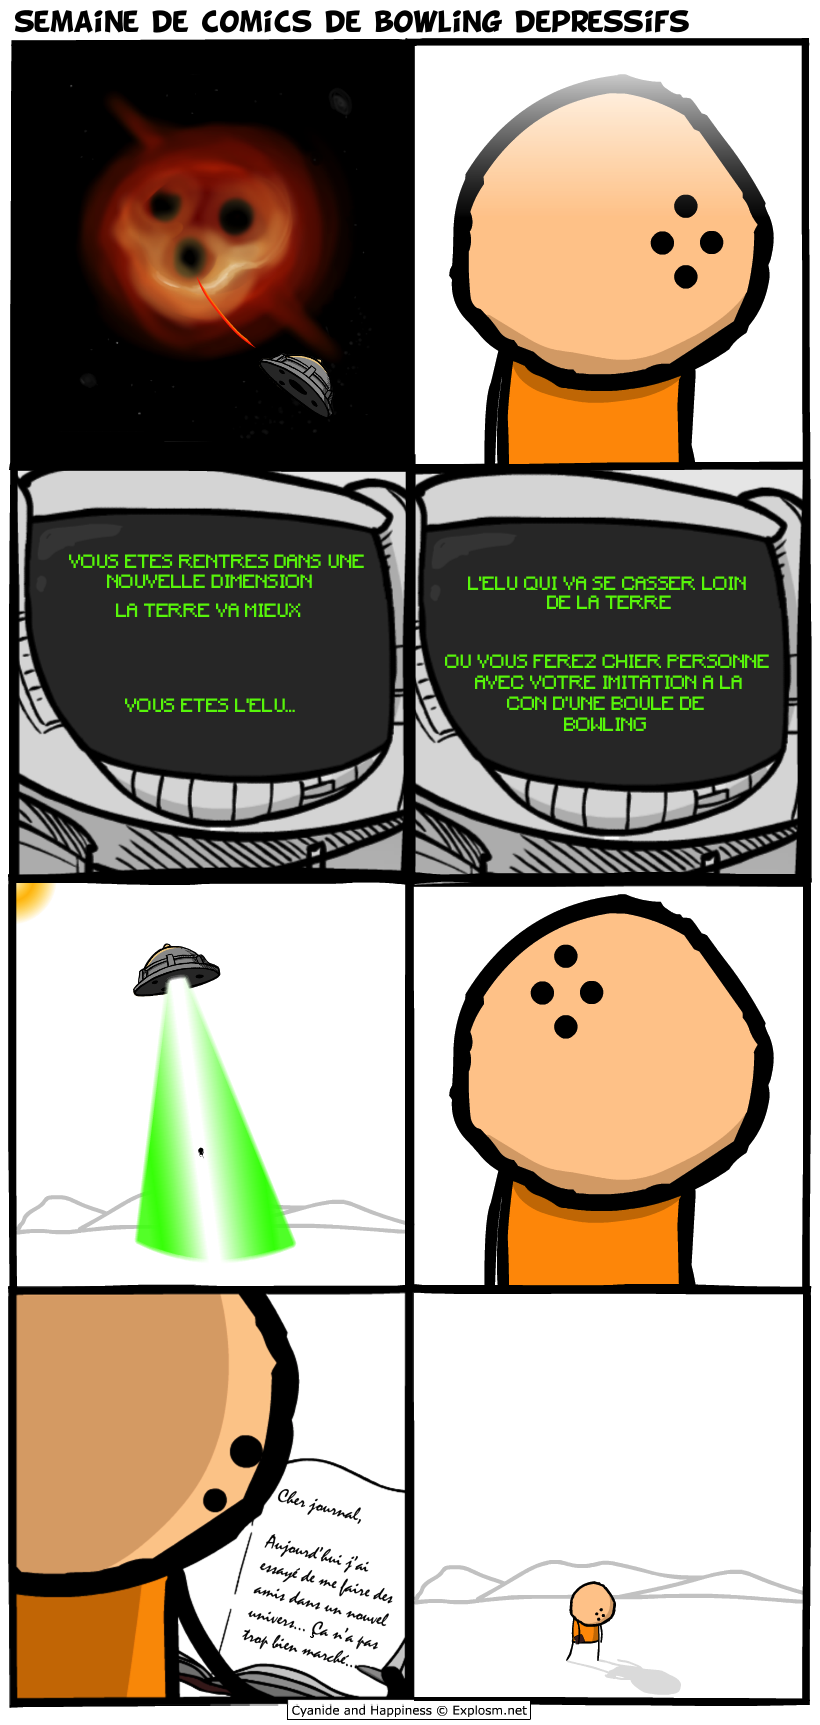 SEMAINE DE COMICS DE BOWLING DEPRESSIFS
VOUS ETES RENTRES DANS UNE
NOUVELLE DIMENSION
LA TERRE VA MIEUX
VOUS ETES L'ELU...
L'ELU QUI VA SE CASSER LOIN
DE LA TERRE
OU VOUS FEREZ CHIER PERSONNE
AVEC VOTRE IMITATION A LA
CON D'UNE BOULE DE
BOWLING
Cher journal,
Aujourd'hui j'ai
essayé de me faire des
amis dans un nouvel
univers... Ça n'a pas
trop bien marché...
Cyanide and Happiness © Explosm.net